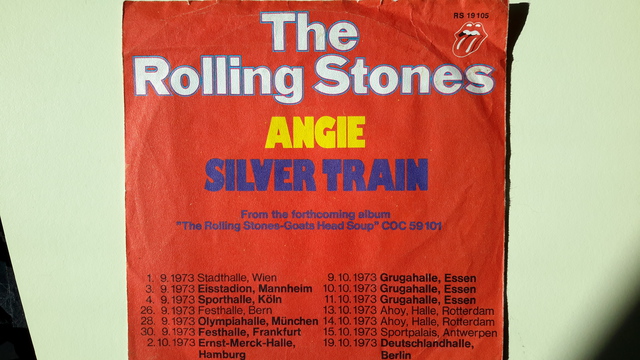 RS 19105
The
Rolling Stones
ANGIE
SILVER TRAIN
From the forthcoming album
"The Rolling Stones-Goats Head Soup" COC 59101
1. 9.1973 Stadthalle, Wien
3. 9.1973 Eisstadion, Mannheim
4. 9.1973 Sporthalle, Köln
26. 9.1973 Festhalle, Bern
28. 9.1973 Olympiahalle, München
30. 9.1973 Festhalle, Frankfurt
2.10.1973 Ernst-Merck-Halle,
Hamburg
9.10.1973 Grugahalle, Essen
10.10.1973 Grugahalle, Essen
11.10.1973 Grugahalle, Essen
13.10.1973 Ahoy, Halle, Rotterdam
14.10.1973 Ahoy, Halle, Rotterdam
15.10.1973 Sportpalais, Antwerpen
19.10.1973 Deutschlandhalle,
Berlin